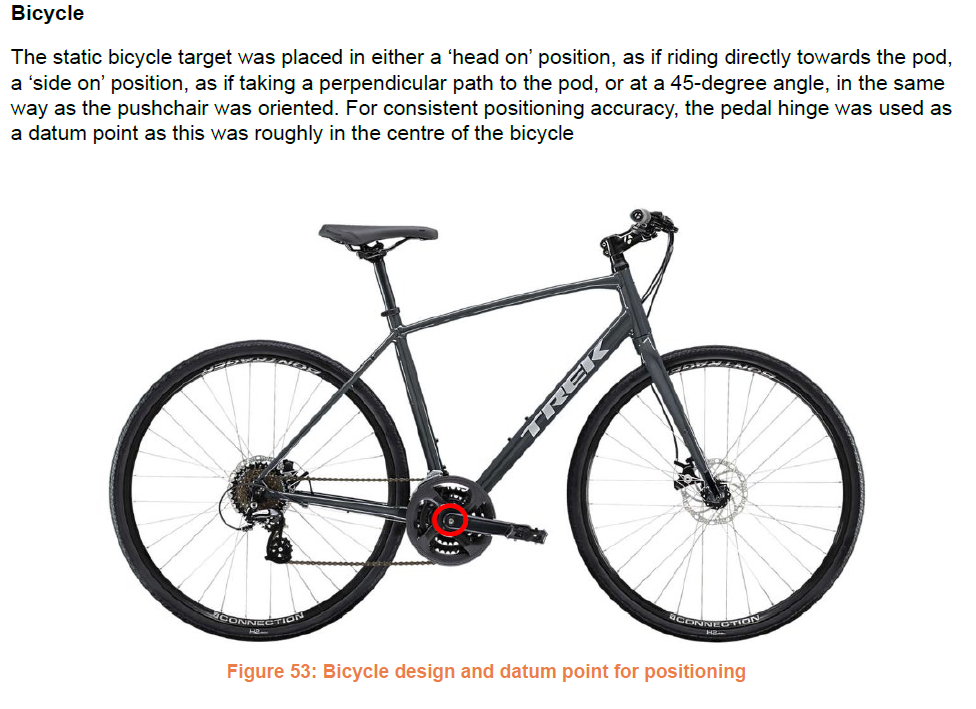 Bicycle
The static bicycle target was placed in either a ‘head on’ position, as if riding directly towards the pod,
a ‘side on’ position, as if taking a perpendicular path to the pod, or at a 45-degree angle, in the same
way as the pushchair was oriented. For consistent positioning accuracy, the pedal hinge was used as
a datum point as this was roughly in the centre of the bicycle
BONTRAGER
BONTRAGER
TREK
CONNECTION
H2
CONNECTION
H2
Figure 53: Bicycle design and datum point for positioning